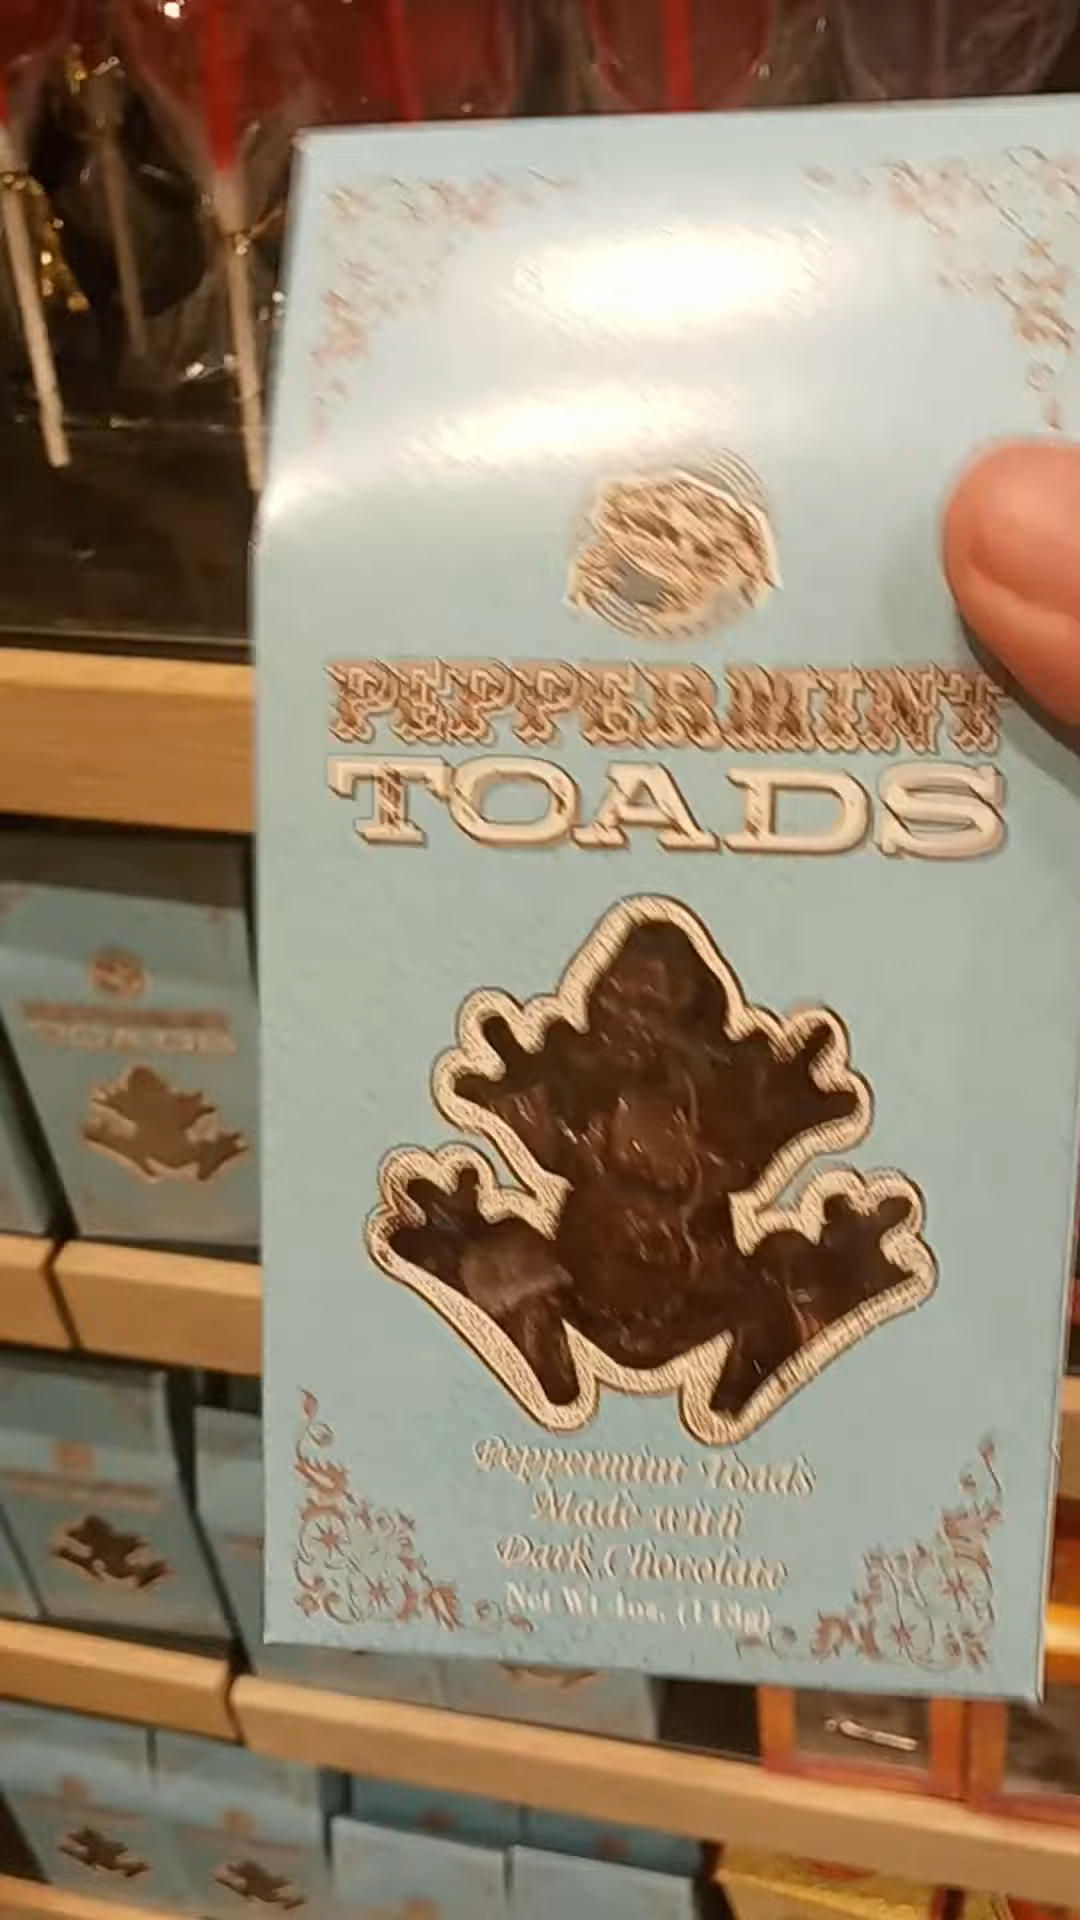 PEPPERMINT
TOADS
Peppermint Toads
Made with
Dark Chocolate
Net Wt 4oz. (113g)